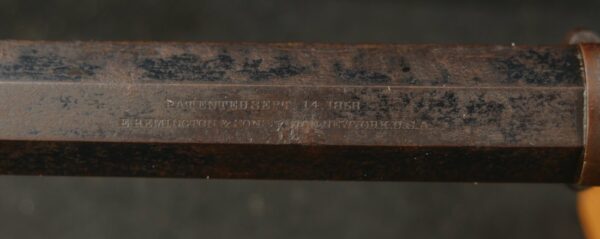 PATENTED SEPT. 14. 1858
E. REMINGTON & SONS, NEW YORK, U.S.A.